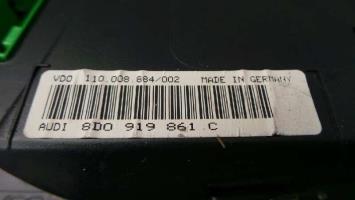 VDO 110.008.884/002 MADE IN GERMANY
AUDI 8D0 919 861 C